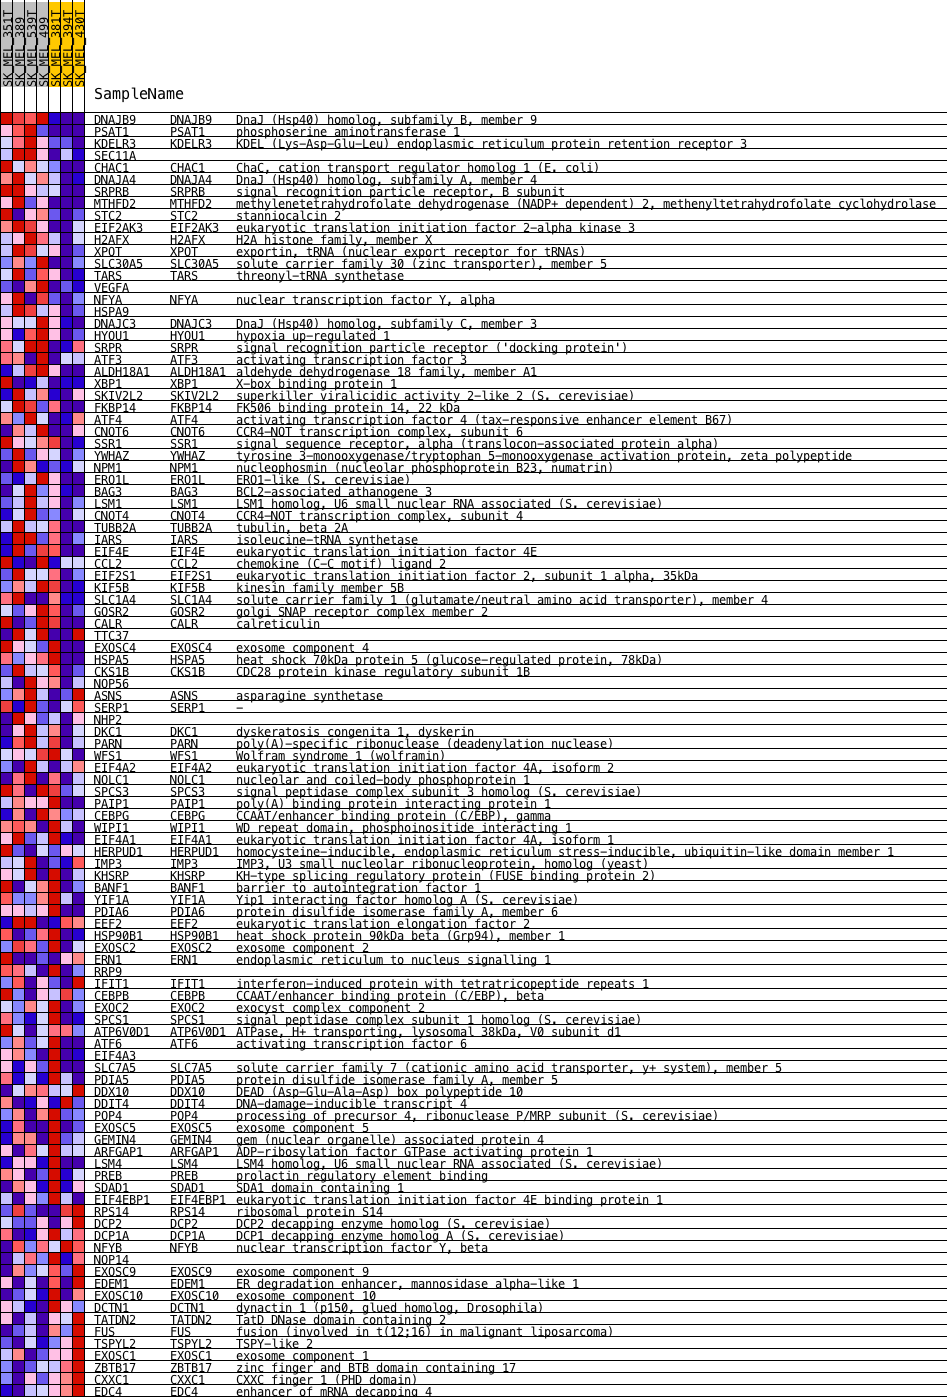 SK_MEL_351T
SK_MEL_389
SK_MEL_539T
SK_MEL_499
SK_MEL_381T
SK_MEL_394T
SK_MEL_430T
SampleName
DNAJB9 DNAJB9 DnaJ (Hsp40) homolog, subfamily B, member 9
PSAT1 PSAT1 phosphoserine aminotransferase 1
KDELR3 KDELR3 KDEL (Lys-Asp-Glu-Leu) endoplasmic reticulum protein retention receptor 3
SEC11A
CHAC1 CHAC1 ChaC, cation transport regulator homolog 1 (E. coli)
DNAJA4 DNAJA4 DnaJ (Hsp40) homolog, subfamily A, member 4
SRPRB SRPRB signal recognition particle receptor, B subunit
MTHFD2 MTHFD2 methylenetetrahydrofolate dehydrogenase (NADP+ dependent) 2, methenyltetrahydrofolate cyclohydrolase
STC2 STC2 stanniocalcin 2
EIF2AK3 EIF2AK3 eukaryotic translation initiation factor 2-alpha kinase 3
H2AFX H2AFX H2A histone family, member X
XPOT XPOT exportin, tRNA (nuclear export receptor for tRNAs)
SLC30A5 SLC30A5 solute carrier family 30 (zinc transporter), member 5
TARS TARS threonyl-tRNA synthetase
VEGFA
NFYA NFYA nuclear transcription factor Y, alpha
HSPA9
DNAJC3 DNAJC3 DnaJ (Hsp40) homolog, subfamily C, member 3
HYOU1 HYOU1 hypoxia up-regulated 1
SRPR SRPR signal recognition particle receptor ('docking protein')
ATF3 ATF3 activating transcription factor 3
ALDH18A1 ALDH18A1 aldehyde dehydrogenase 18 family, member A1
XBP1 XBP1 X-box binding protein 1
SKIV2L2 SKIV2L2 superkiller viralicidic activity 2-like 2 (S. cerevisiae)
FKBP14 FKBP14 FK506 binding protein 14, 22 kDa
ATF4 ATF4 activating transcription factor 4 (tax-responsive enhancer element B67)
CNOT6 CNOT6 CCR4-NOT transcription complex, subunit 6
SSR1 SSR1 signal sequence receptor, alpha (translocon-associated protein alpha)
YWHAZ YWHAZ tyrosine 3-monooxygenase/tryptophan 5-monooxygenase activation protein, zeta polypeptide
NPM1 NPM1 nucleophosmin (nucleolar phosphoprotein B23, numatrin)
ERO1L ERO1L ERO1-like (S. cerevisiae)
BAG3 BAG3 BCL2-associated athanogene 3
LSM1 LSM1 LSM1 homolog, U6 small nuclear RNA associated (S. cerevisiae)
CNOT4 CNOT4 CCR4-NOT transcription complex, subunit 4
TUBB2A TUBB2A tubulin, beta 2A
IARS IARS isoleucine-tRNA synthetase
EIF4E EIF4E eukaryotic translation initiation factor 4E
CCL2 CCL2 chemokine (C-C motif) ligand 2
EIF2S1 EIF2S1 eukaryotic translation initiation factor 2, subunit 1 alpha, 35kDa
KIF5B KIF5B kinesin family member 5B
SLC1A4 SLC1A4 solute carrier family 1 (glutamate/neutral amino acid transporter), member 4
GOSR2 GOSR2 golgi SNAP receptor complex member 2
CALR CALR calreticulin
TTC37
EXOSC4 EXOSC4 exosome component 4
HSPA5 HSPA5 heat shock 70kDa protein 5 (glucose-regulated protein, 78kDa)
CKS1B CKS1B CDC28 protein kinase regulatory subunit 1B
NOP56
ASNS ASNS asparagine synthetase
SERP1 SERP1 -
NHP2
DKC1 DKC1 dyskeratosis congenita 1, dyskerin
PARN PARN poly(A)-specific ribonuclease (deadenylation nuclease)
WFS1 WFS1 Wolfram syndrome 1 (wolframin)
EIF4A2 EIF4A2 eukaryotic translation initiation factor 4A, isoform 2
NOLC1 NOLC1 nucleolar and coiled-body phosphoprotein 1
SPCS3 SPCS3 signal peptidase complex subunit 3 homolog (S. cerevisiae)
PAIP1 PAIP1 poly(A) binding protein interacting protein 1
CEBPG CEBPG CCAAT/enhancer binding protein (C/EBP), gamma
WIPI1 WIPI1 WD repeat domain, phosphoinositide interacting 1
EIF4A1 EIF4A1 eukaryotic translation initiation factor 4A, isoform 1
HERPUD1 HERPUD1 homocysteine-inducible, endoplasmic reticulum stress-inducible, ubiquitin-like domain member 1
IMP3 IMP3 IMP3, U3 small nucleolar ribonucleoprotein, homolog (yeast)
KHSRP KHSRP KH-type splicing regulatory protein (FUSE binding protein 2)
BANF1 BANF1 barrier to autointegration factor 1
YIF1A YIF1A Yip1 interacting factor homolog A (S. cerevisiae)
PDIA6 PDIA6 protein disulfide isomerase family A, member 6
EEF2 EEF2 eukaryotic translation elongation factor 2
HSP90B1 HSP90B1 heat shock protein 90kDa beta (Grp94), member 1
EXOSC2 EXOSC2 exosome component 2
ERN1 ERN1 endoplasmic reticulum to nucleus signalling 1
RRP9
IFIT1 IFIT1 interferon-induced protein with tetratricopeptide repeats 1
CEBPB CEBPB CCAAT/enhancer binding protein (C/EBP), beta
EXOC2 EXOC2 exocyst complex component 2
SPCS1 SPCS1 signal peptidase complex subunit 1 homolog (S. cerevisiae)
ATP6V0D1 ATP6V0D1 ATPase, H+ transporting, lysosomal 38kDa, V0 subunit d1
ATF6 ATF6 activating transcription factor 6
EIF4A3
SLC7A5 SLC7A5 solute carrier family 7 (cationic amino acid transporter, y+ system), member 5
PDIA5 PDIA5 protein disulfide isomerase family A, member 5
DDX10 DDX10 DEAD (Asp-Glu-Ala-Asp) box polypeptide 10
DDIT4 DDIT4 DNA-damage-inducible transcript 4
POP4 POP4 processing of precursor 4, ribonuclease P/MRP subunit (S. cerevisiae)
EXOSC5 EXOSC5 exosome component 5
GEMIN4 GEMIN4 gem (nuclear organelle) associated protein 4
ARFGAP1 ARFGAP1 ADP-ribosylation factor GTPase activating protein 1
LSM4 LSM4 LSM4 homolog, U6 small nuclear RNA associated (S. cerevisiae)
PREB PREB prolactin regulatory element binding
SDAD1 SDAD1 SDA1 domain containing 1
EIF4EBP1 EIF4EBP1 eukaryotic translation initiation factor 4E binding protein 1
RPS14 RPS14 ribosomal protein S14
DCP2 DCP2 DCP2 decapping enzyme homolog (S. cerevisiae)
DCP1A DCP1A DCP1 decapping enzyme homolog A (S. cerevisiae)
NFYB NFYB nuclear transcription factor Y, beta
NOP14
EXOSC9 EXOSC9 exosome component 9
EDEM1 EDEM1 ER degradation enhancer, mannosidase alpha-like 1
EXOSC10 EXOSC10 exosome component 10
DCTN1 DCTN1 dynactin 1 (p150, glued homolog, Drosophila)
TATDN2 TATDN2 TatD DNase domain containing 2
FUS FUS fusion (involved in t(12;16) in malignant liposarcoma)
TSPYL2 TSPYL2 TSPY-like 2
EXOSC1 EXOSC1 exosome component 1
ZBTB17 ZBTB17 zinc finger and BTB domain containing 17
CXXC1 CXXC1 CXXC finger 1 (PHD domain)
EDC4 EDC4 enhancer of mRNA decapping 4